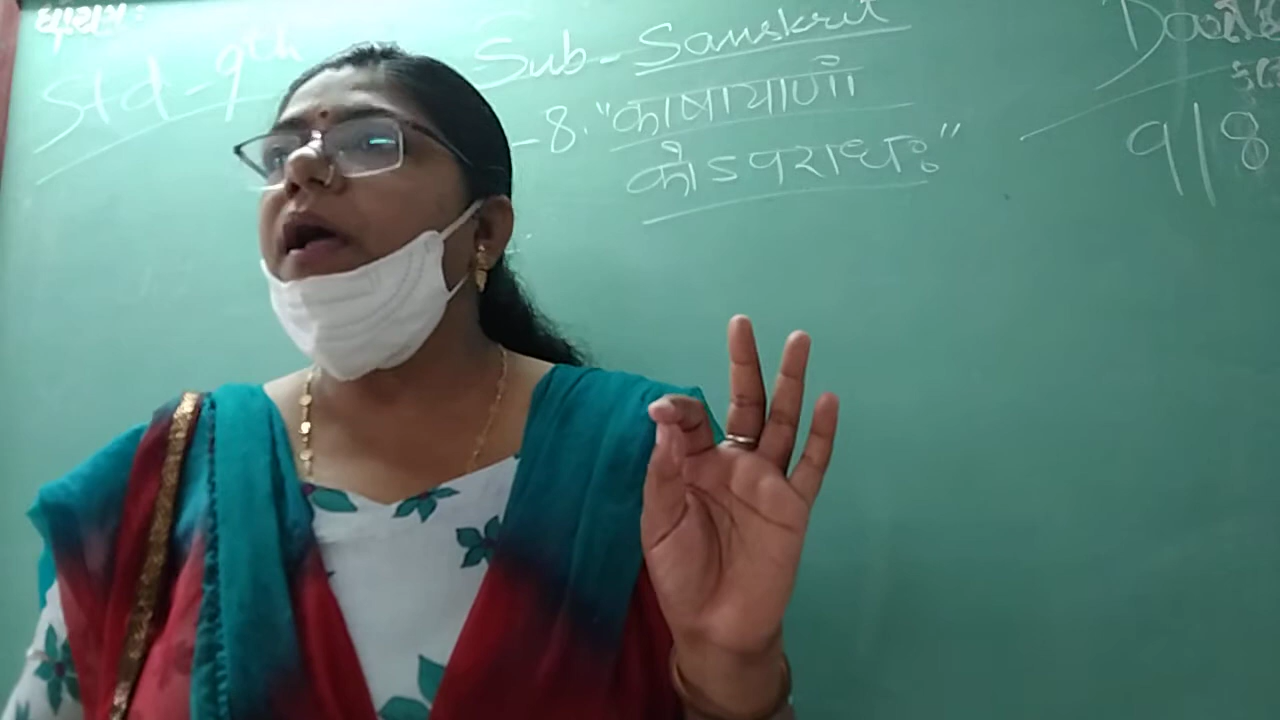 Std - 9th
Sub - Sanskrit
- 8. "काषायाणां
कोऽपराधः"
9/8